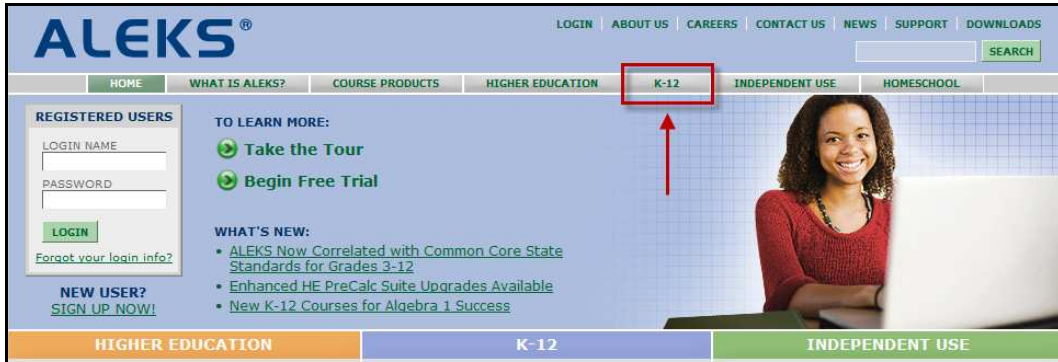 ALEKS®
LOGIN ABOUT US CAREERS CONTACT US NEWS SUPPORT DOWNLOADS
SEARCH
HOME WHAT IS ALEKS? COURSE PRODUCTS HIGHER EDUCATION K-12 INDEPENDENT USE HOMESCHOOL
REGISTERED USERS
LOGIN NAME
PASSWORD
LOGIN
Forgot your login info?
NEW USER?
SIGN UP NOW!
TO LEARN MORE:
Take the Tour
Begin Free Trial
WHAT'S NEW:
• ALEKS Now Correlated with Common Core State
Standards for Grades 3-12
• Enhanced HE PreCalc Suite Upgrades Available
• New K-12 Courses for Algebra 1 Success
HIGHER EDUCATION K-12 INDEPENDENT USE